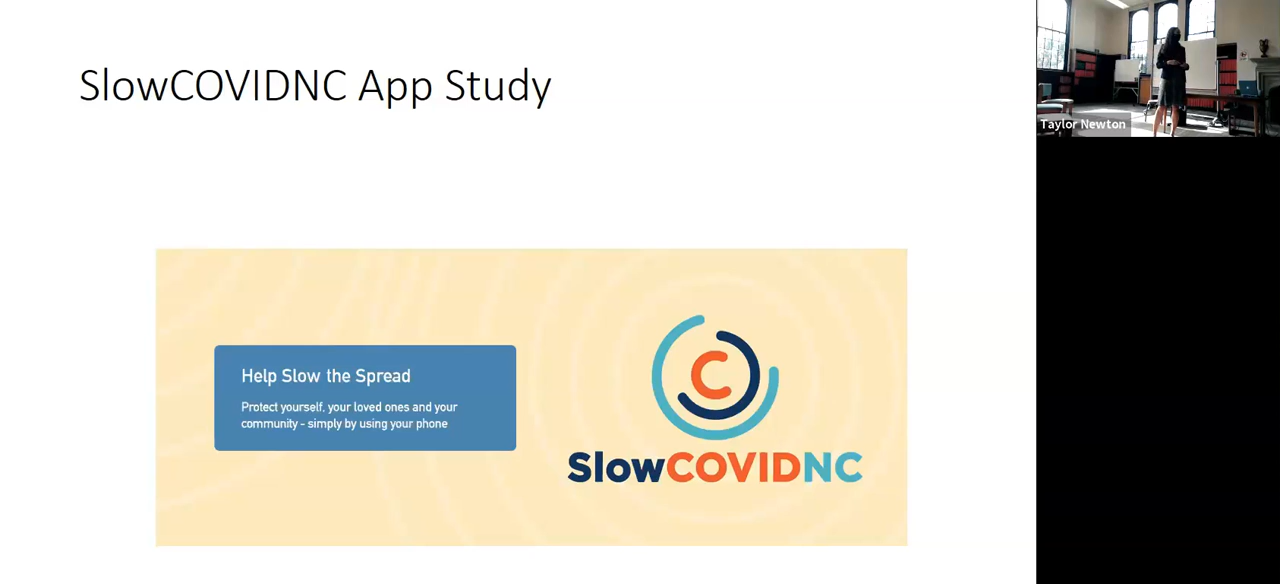 SlowCOVIDNC App Study
Taylor Newton
Help Slow the Spread
Protect yourself, your loved ones and your
community - simply by using your phone
C
SlowCOVIDNC